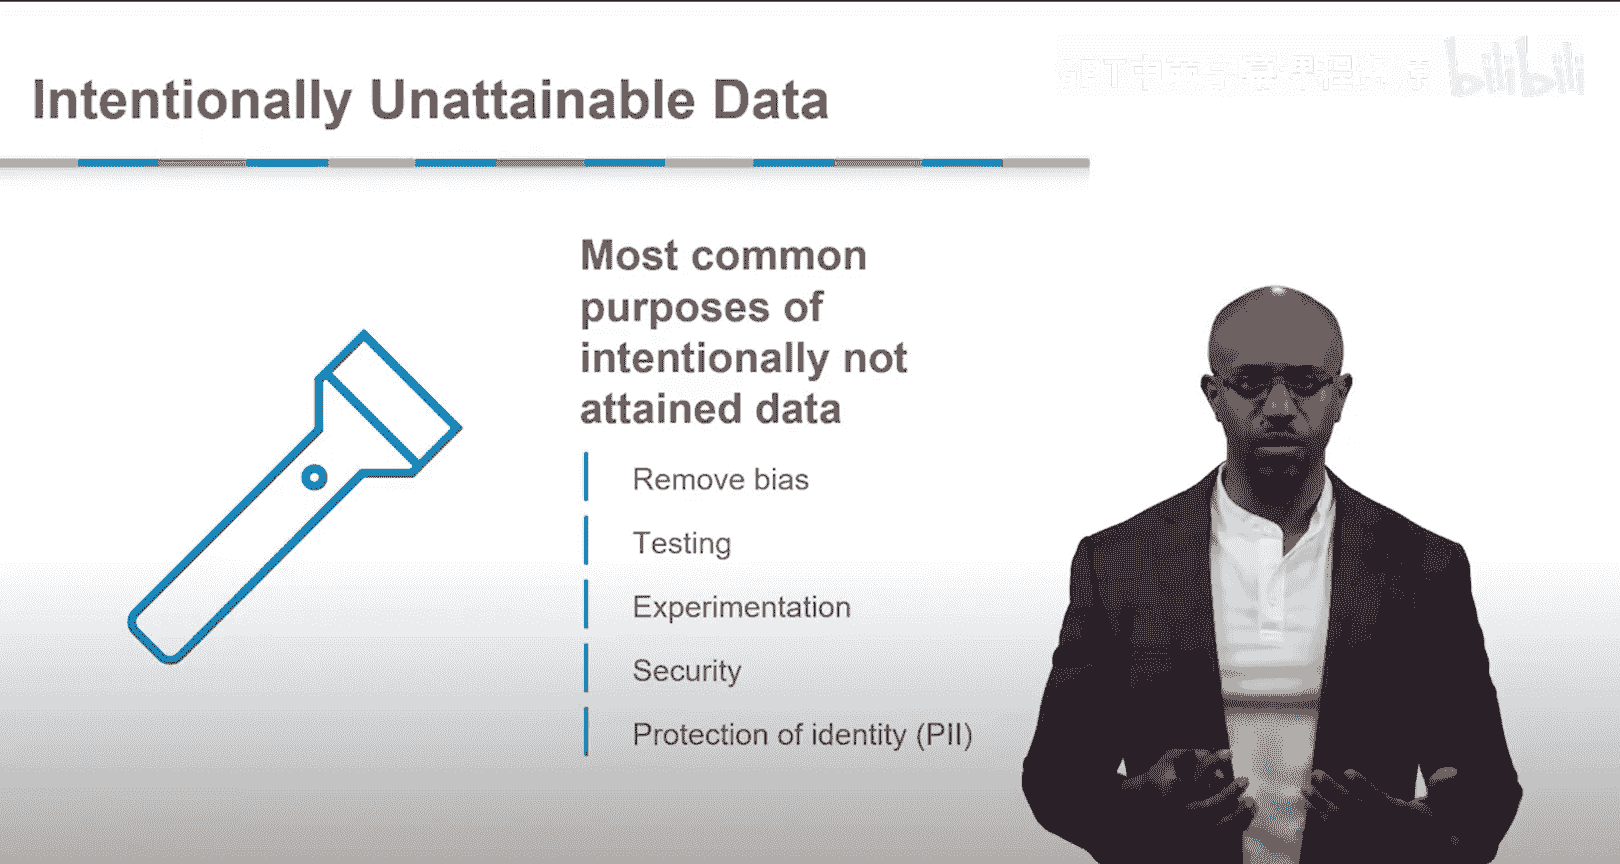 Intentionally Unattainable Data
bilibili
Most common
purposes of
intentionally not
attained data
Remove bias
Testing
Experimentation
Security
Protection of identity (PII)